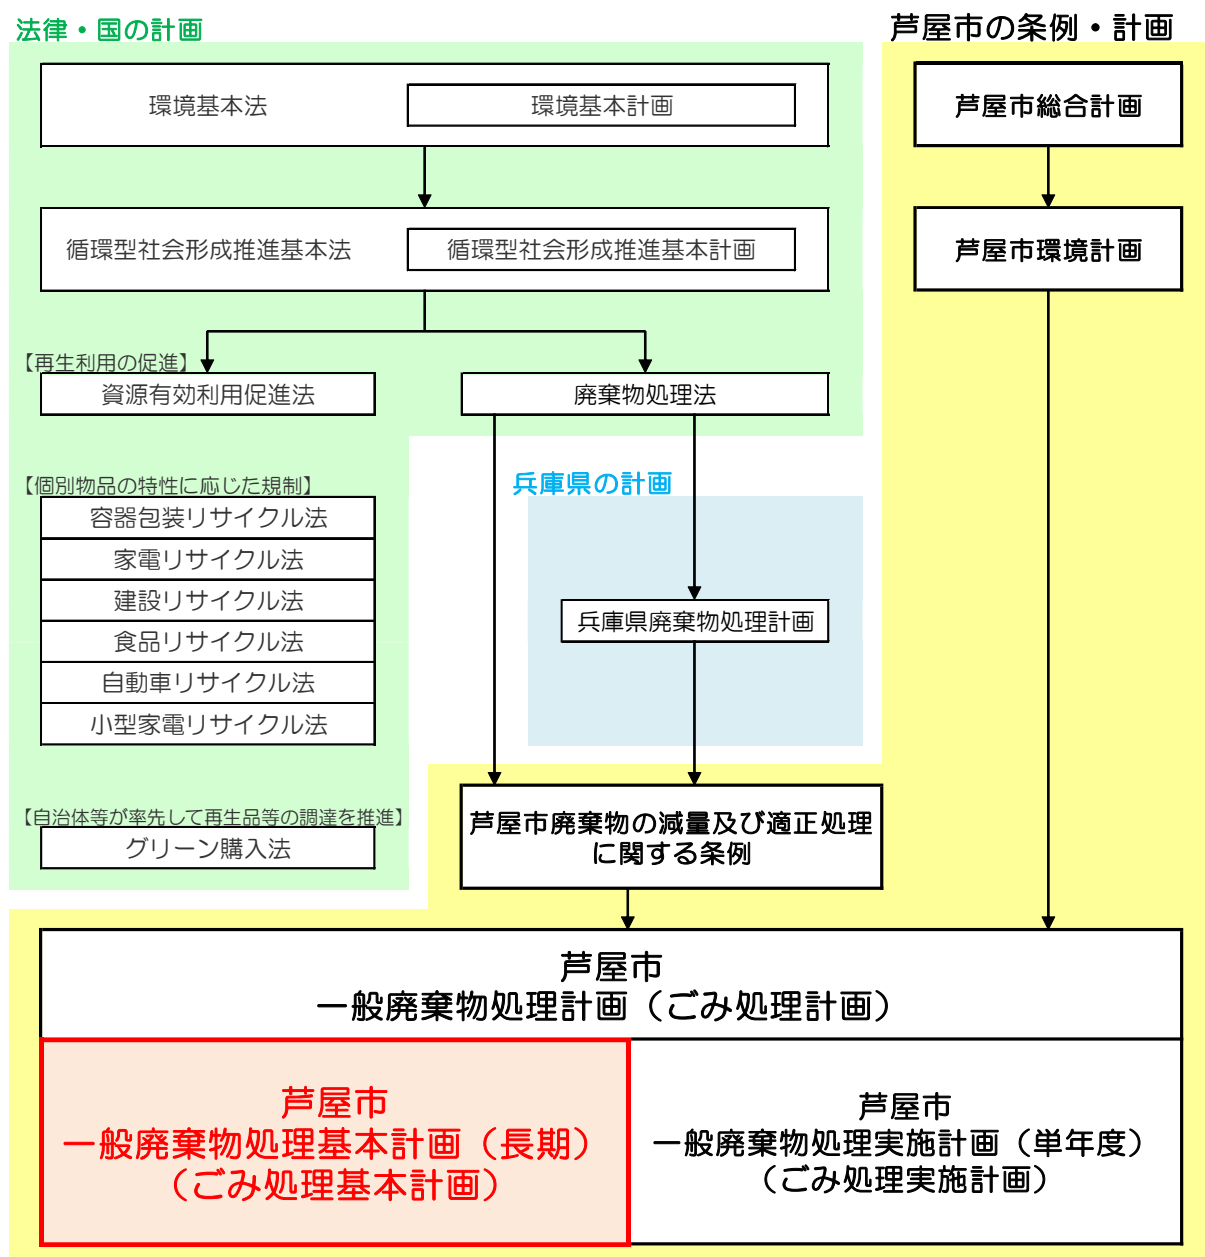 法律・国の計画
環境基本法
環境基本計画
循環型社会形成推進基本法
循環型社会形成推進基本計画
【再生利用の促進】
資源有効利用促進法
廃棄物処理法
【個別物品の特性に応じた規制】
容器包装リサイクル法
家電リサイクル法
建設リサイクル法
食品リサイクル法
自動車リサイクル法
小型家電リサイクル法
【自治体等が率先して再生品等の調達を推進】
グリーン購入法
兵庫県の計画
兵庫県廃棄物処理計画
芦屋市の条例・計画
芦屋市総合計画
芦屋市環境計画
芦屋市廃棄物の減量及び適正処理
に関する条例
芦屋市
一般廃棄物処理計画（ごみ処理計画）
芦屋市
一般廃棄物処理基本計画（長期）
（ごみ処理基本計画）
芦屋市
一般廃棄物処理実施計画（単年度）
（ごみ処理実施計画）